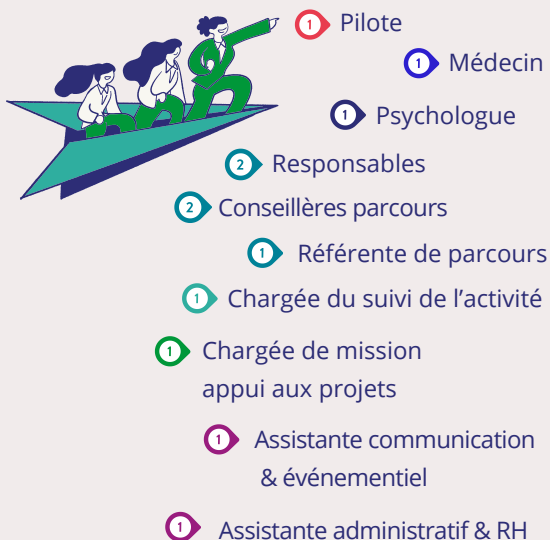 1 Pilote
1 Médecin
1 Psychologue
2 Responsables
2 Conseillères parcours
1 Référente de parcours
1 Chargée du suivi de l’activité
1 Chargée de mission
appui aux projets
1 Assistante communication
& événementiel
1 Assistante administratif & RH